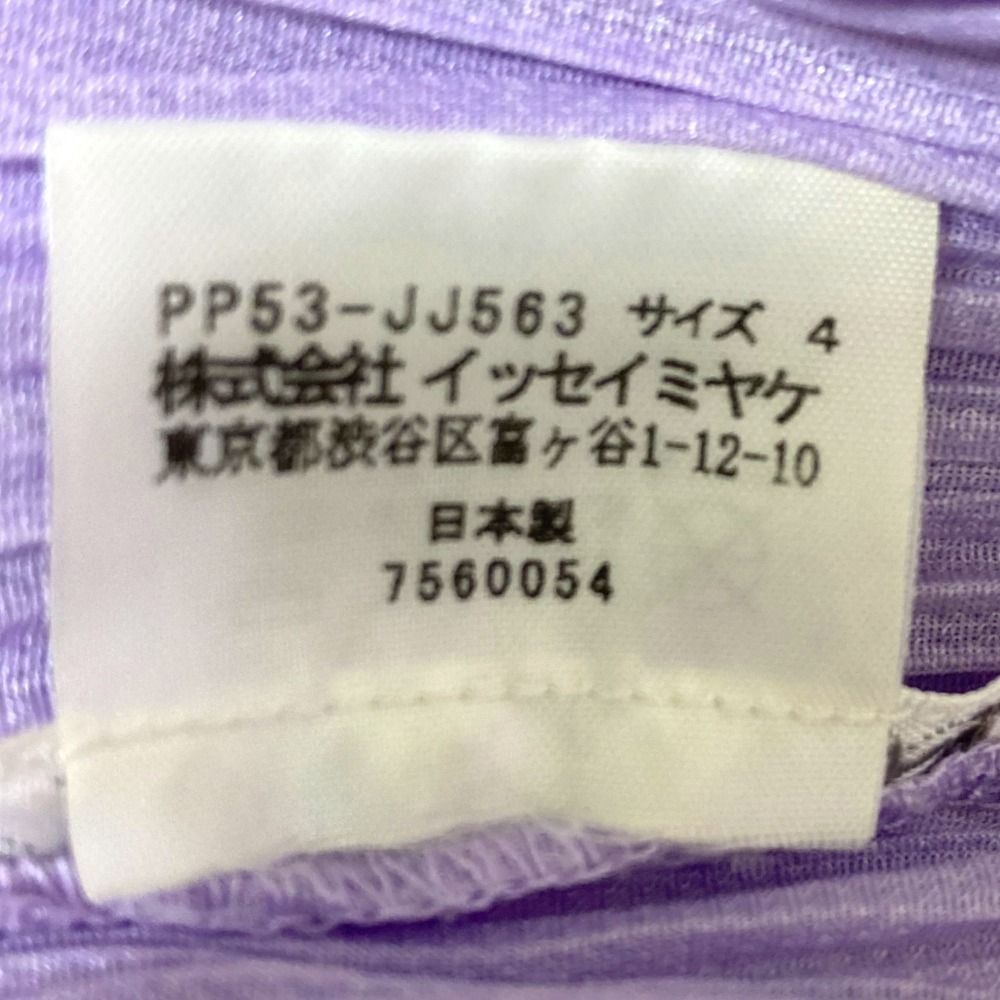 PP53-JJ563 サイズ 4
株式会社 イッセイミヤケ
東京都渋谷区富ヶ谷1-12-10
日本製
7560054